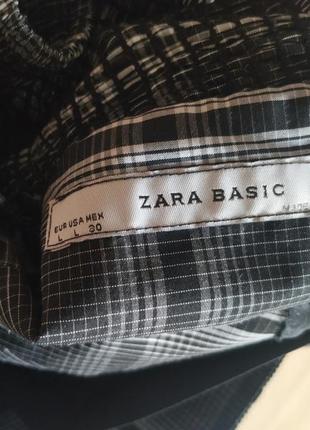 ZARA BASIC
EUR USA MEX
L L 30